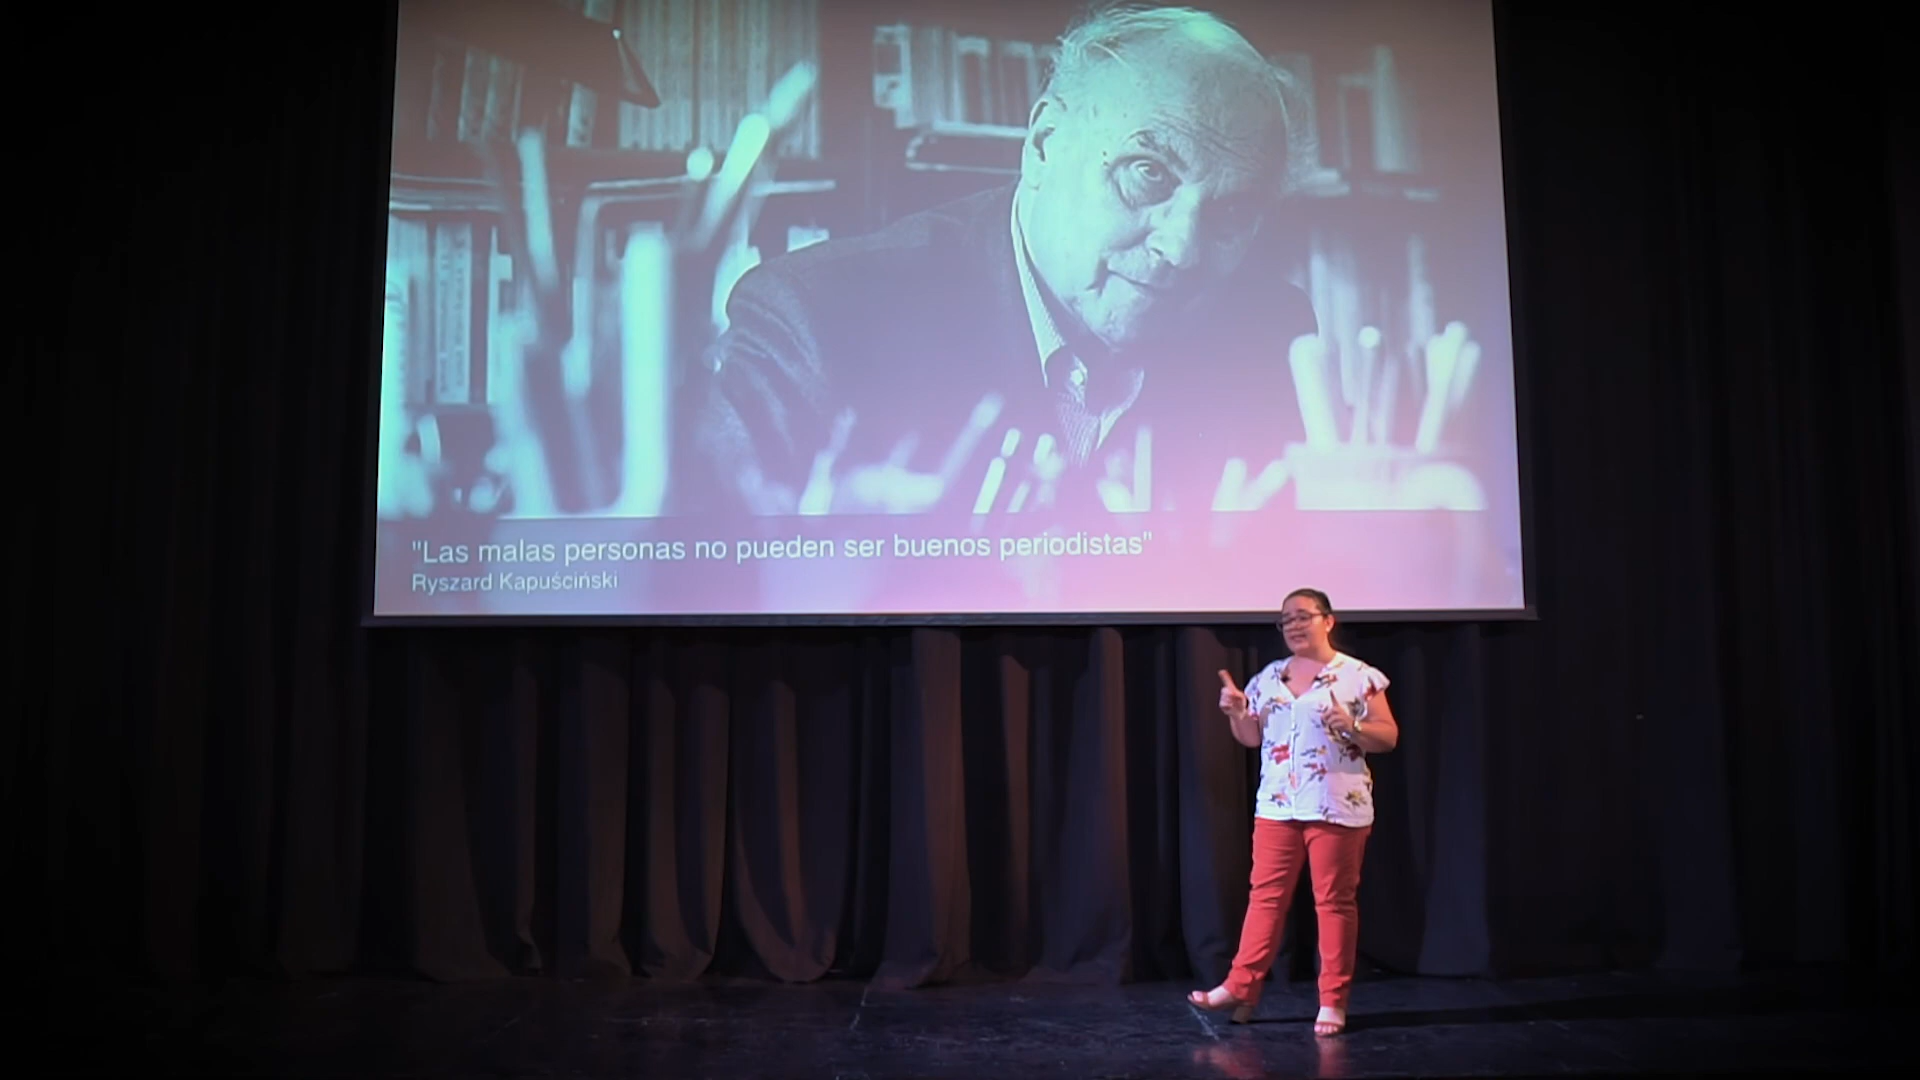 "Las malas personas no pueden ser buenos periodistas"
Ryszard Kapuściński